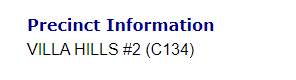 Precinct Information
VILLA HILLS #2 (C134)